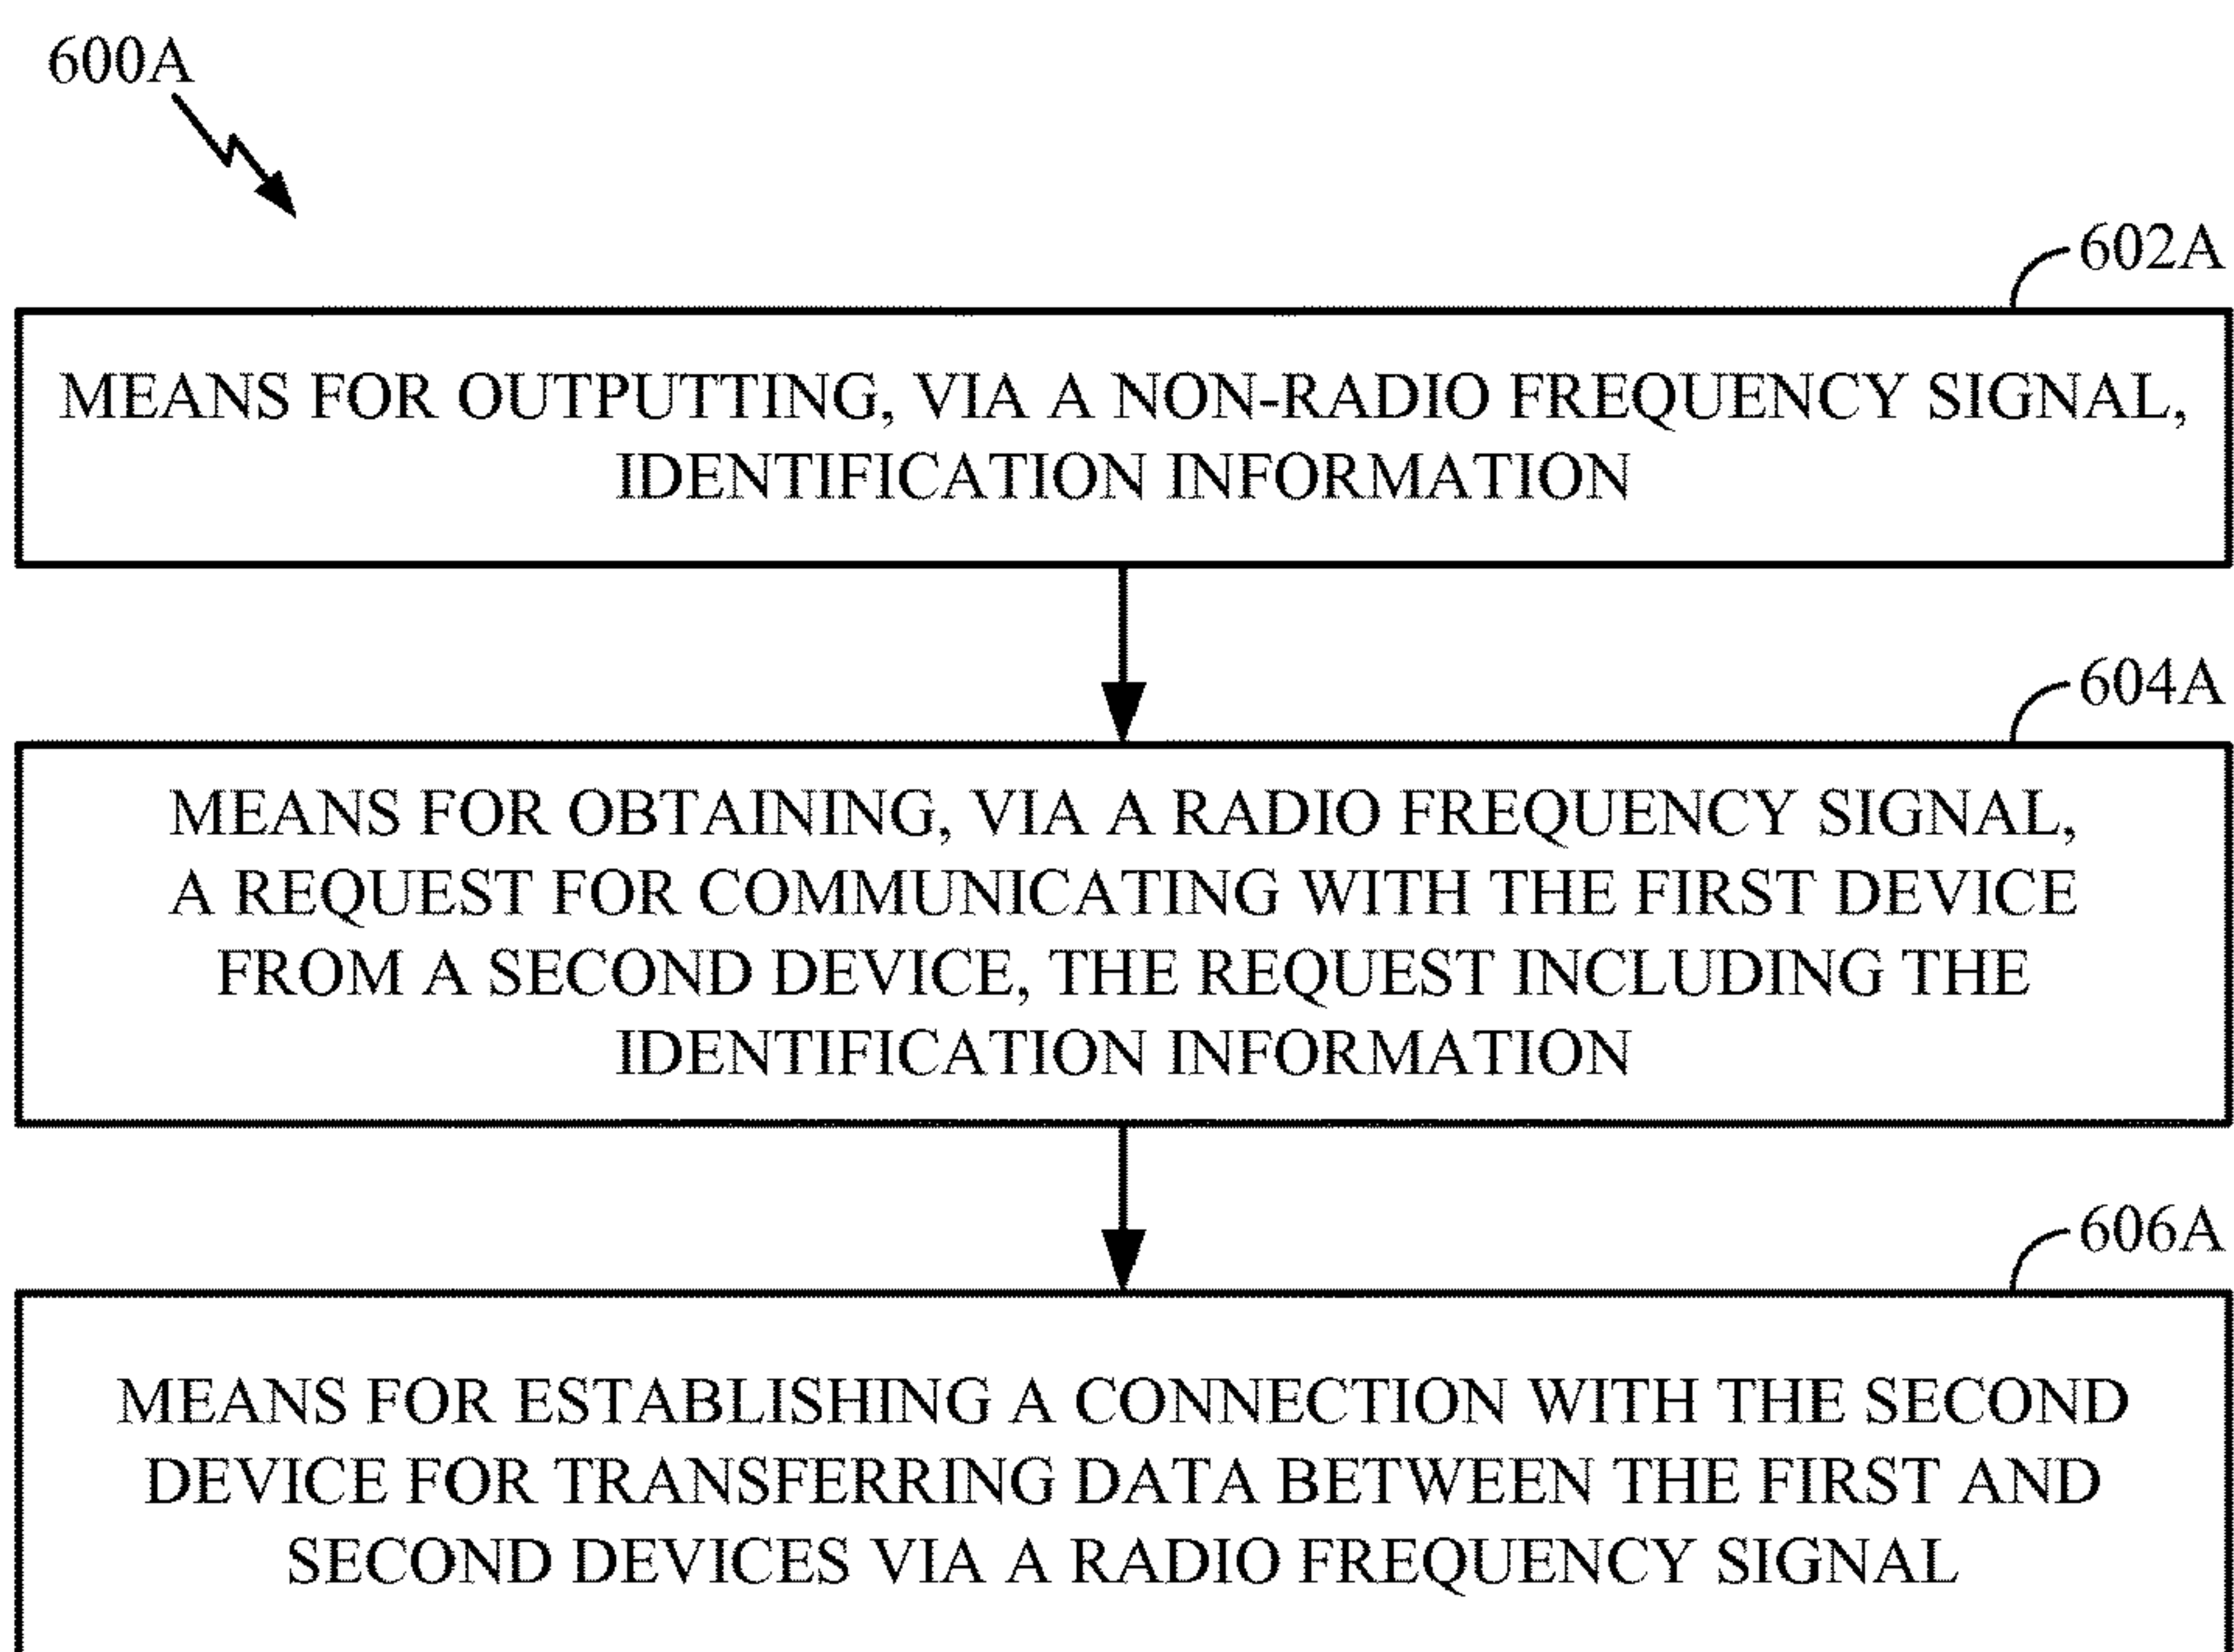 600A
602A
MEANS FOR OUTPUTTING, VIA A NON-RADIO FREQUENCY SIGNAL,
IDENTIFICATION INFORMATION
604A
MEANS FOR OBTAINING, VIA A RADIO FREQUENCY SIGNAL,
A REQUEST FOR COMMUNICATING WITH THE FIRST DEVICE
FROM A SECOND DEVICE, THE REQUEST INCLUDING THE
IDENTIFICATION INFORMATION
606A
MEANS FOR ESTABLISHING A CONNECTION WITH THE SECOND
DEVICE FOR TRANSFERRING DATA BETWEEN THE FIRST AND
SECOND DEVICES VIA A RADIO FREQUENCY SIGNAL